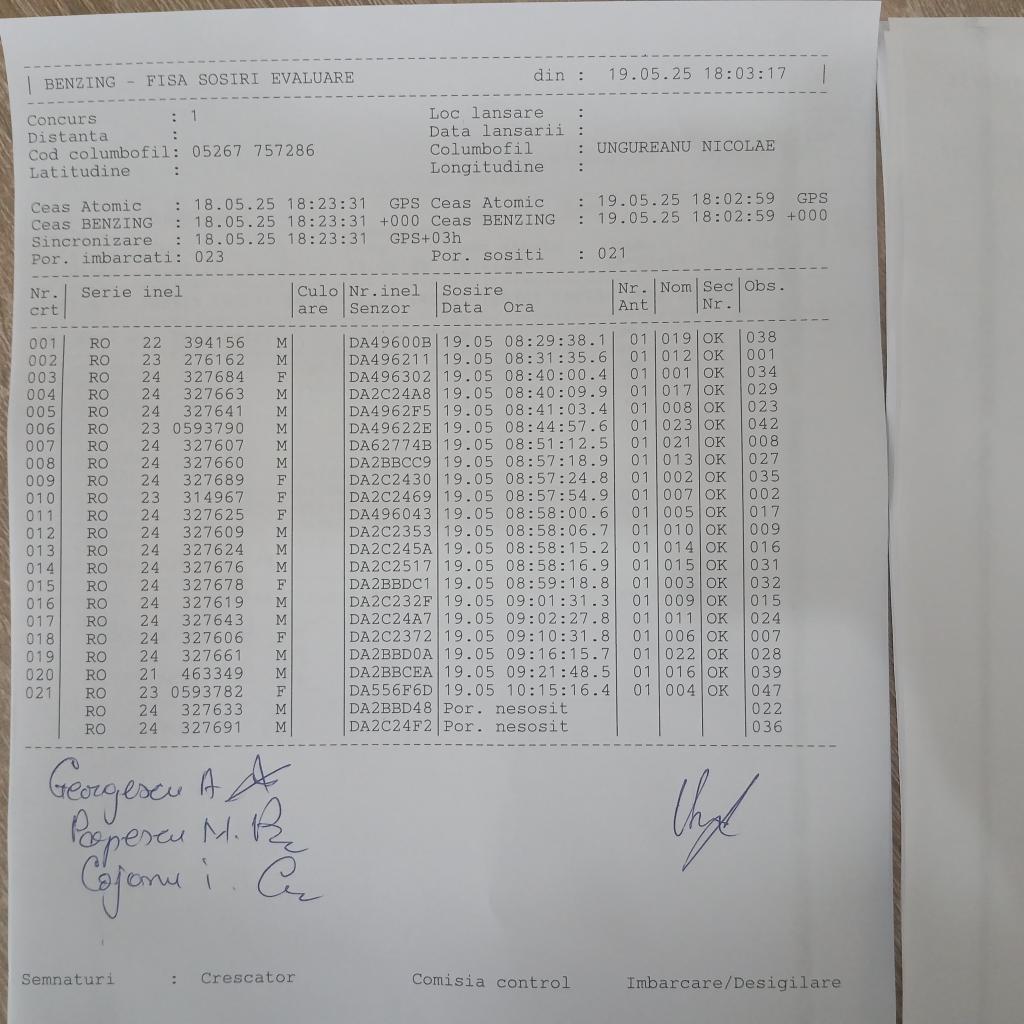 BENZING - FISA SOSIRI EVALUARE din : 19.05.25 18:03:17
Concurs : 1 Loc lansare :
Distanta : Data lansarii :
Cod columbofil: 05267 757286 Columbofil : UNGUREANU NICOLAE
Latitudine : Longitudine :
Ceas Atomic : 18.05.25 18:23:31 GPS Ceas Atomic : 19.05.25 18:02:59 GPS
Ceas BENZING : 18.05.25 18:23:31 +000 Ceas BENZING : 19.05.25 18:02:59 +000
Sincronizare : 18.05.25 18:23:31 GPS+03h
Por. imbarcati: 023 Por. sositi : 021
Nr. Serie inel Culo Nr.inel Sosire Nr. Nom Sec Obs.
crt are Senzor Data Ora Ant Nr.
001 RO 22 394156 M DA49600B 19.05 08:29:38.1 01 019 OK 038
002 RO 23 276162 M DA496211 19.05 08:31:35.6 01 012 OK 001
003 RO 24 327684 F DA496302 19.05 08:40:00.4 01 001 OK 034
004 RO 24 327663 M DA2C24A8 19.05 08:40:09.9 01 017 OK 029
005 RO 24 327641 M DA4962F5 19.05 08:41:03.4 01 008 OK 023
006 RO 23 0593790 M DA49622E 19.05 08:44:57.6 01 023 OK 042
007 RO 24 327607 M DA62774B 19.05 08:51:12.5 01 021 OK 008
008 RO 24 327660 M DA2BBCC9 19.05 08:57:18.9 01 013 OK 027
009 RO 24 327689 F DA2C2430 19.05 08:57:24.8 01 002 OK 035
010 RO 23 314967 F DA2C2469 19.05 08:57:54.9 01 007 OK 002
011 RO 24 327625 F DA496043 19.05 08:58:00.6 01 005 OK 017
012 RO 24 327609 M DA2C2353 19.05 08:58:06.7 01 010 OK 009
013 RO 24 327624 M DA2C245A 19.05 08:58:15.2 01 014 OK 016
014 RO 24 327676 M DA2C2517 19.05 08:58:16.9 01 015 OK 031
015 RO 24 327678 F DA2BBDC1 19.05 08:59:18.8 01 003 OK 032
016 RO 24 327619 M DA2C232F 19.05 09:01:31.3 01 009 OK 015
017 RO 24 327643 M DA2C24A7 19.05 09:02:27.8 01 011 OK 024
018 RO 24 327606 F DA2C2372 19.05 09:10:31.8 01 006 OK 007
019 RO 24 327661 M DA2BBD0A 19.05 09:16:15.7 01 022 OK 028
020 RO 21 463349 M DA2BBCEA 19.05 09:21:48.5 01 016 OK 039
021 RO 23 0593782 F DA556F6D 19.05 10:15:16.4 01 004 OK 047
RO 24 327633 M DA2BBD48 Por. nesosit 022
RO 24 327691 M DA2C24F2 Por. nesosit 036
Georgescu A
Popescu M.
Cojanu i.
Semnaturi : Crescator Comisia control Imbarcare/Desigilare